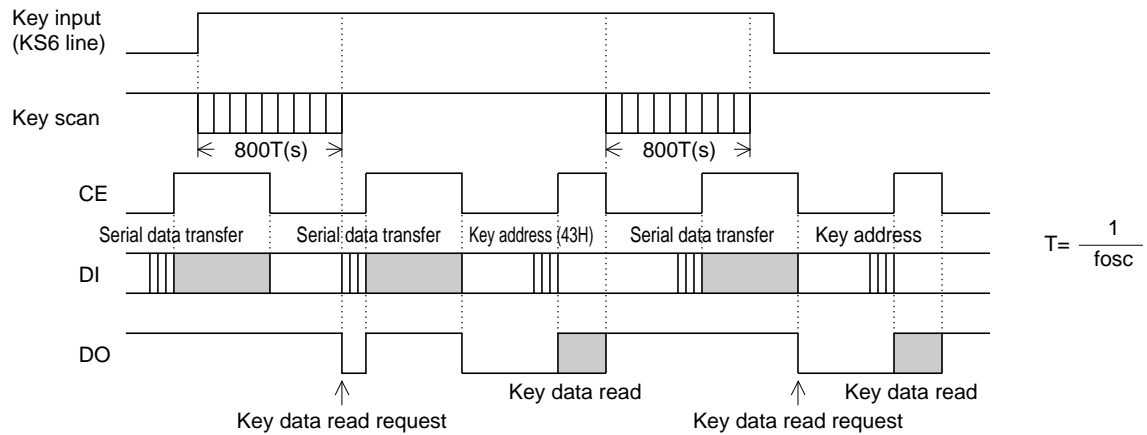 Key input
(KS6 line)
Key scan
800T(s) 800T(s)
CE
Serial data transfer Serial data transfer Key address (43H) Serial data transfer Key address
T= 1
fosc
DI
DO
Key data read Key data read
Key data read request Key data read request